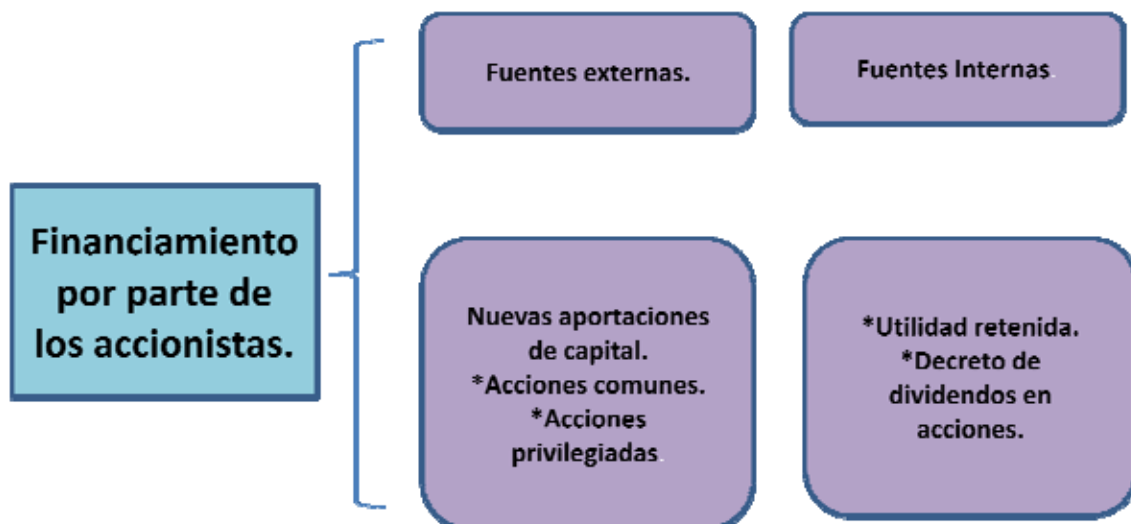 Fuentes externas.
Fuentes Internas.
Financiamiento
por parte de
los accionistas.
Nuevas aportaciones
de capital.
*Acciones comunes.
*Acciones
privilegiadas.
*Utilidad retenida.
*Decreto de
dividendos en
acciones.